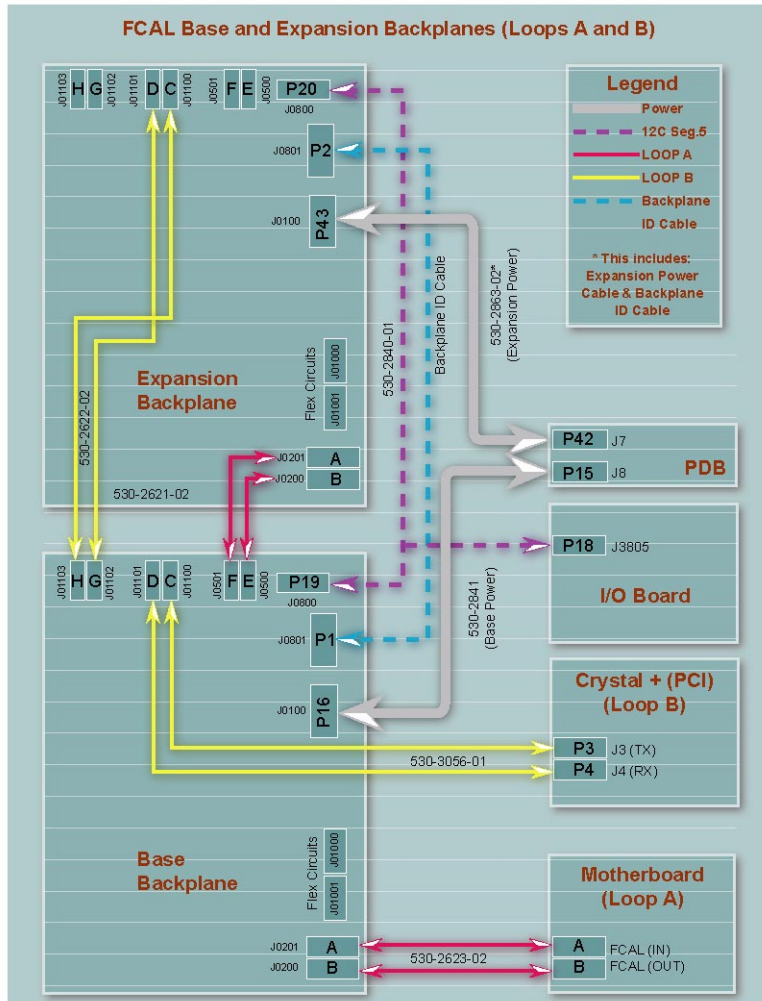 FCAL Base and Expansion Backplanes (Loops A and B)
J01103
H
G
J01102
J01101
D
C
J01100
J0501
F
E
J0500
P20
J0800
J0801
P2
J0100
P43
Expansion
Backplane
Flex Circuits
J01000
J01001
J0201
A
J0200
B
530-2622-02
530-2621-02
530-2840-01
Backplane ID Cable
530-2863-02*
(Expansion Power)
Legend
Power
12C Seg.5
LOOP A
LOOP B
Backplane
ID Cable
* This includes:
Expansion Power
Cable & Backplane
ID Cable
P42
J7
P15
J8
PDB
P18
J3805
I/O Board
J01103
H
G
J01102
J01101
D
C
J01100
J0501
F
E
J0500
P19
J0800
J0801
P1
J0100
P16
530-2841
(Base Power)
Crystal + (PCI)
(Loop B)
P3
J3 (TX)
P4
J4 (RX)
530-3056-01
Base
Backplane
Flex Circuits
J01000
J01001
J0201
A
J0200
B
530-2623-02
Motherboard
(Loop A)
A
FCAL (IN)
B
FCAL (OUT)